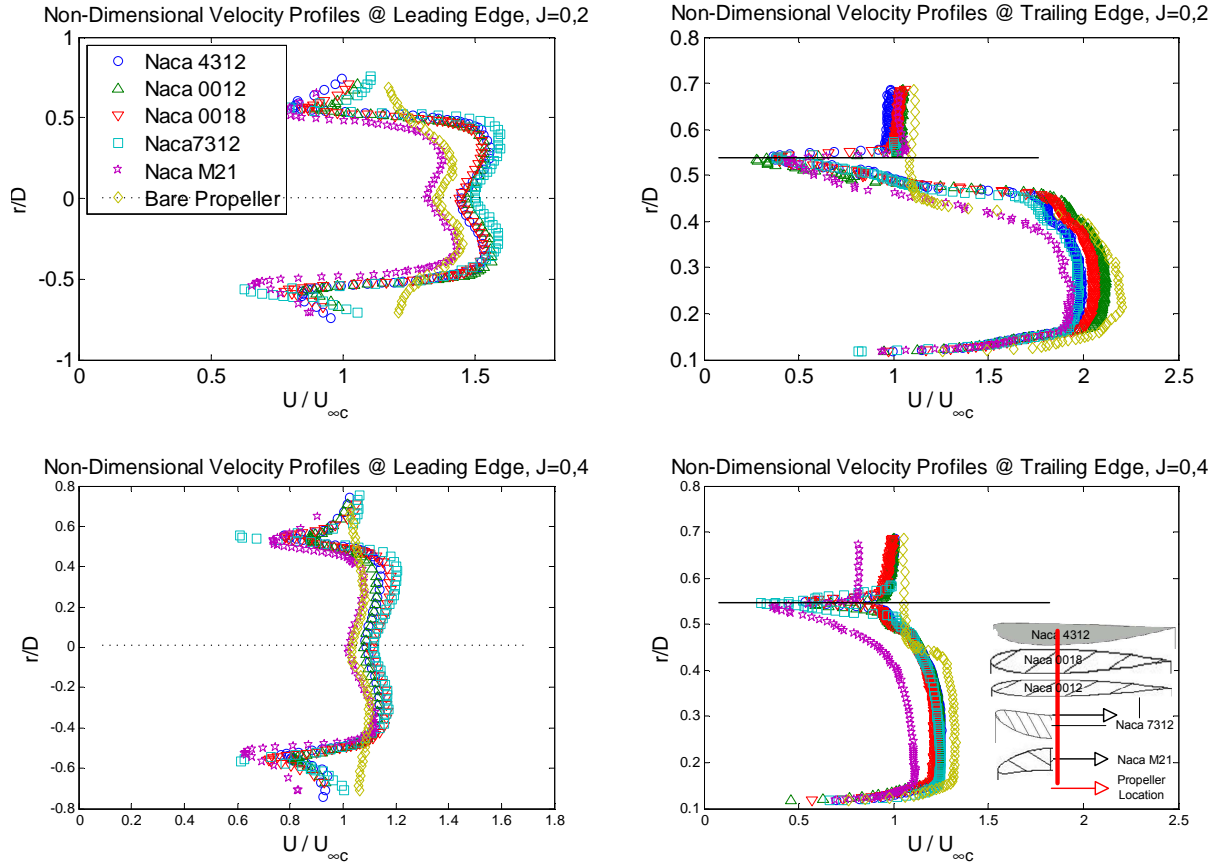 Non-Dimensional Velocity Profiles @ Leading Edge, J=0,2
1
0.5
0
-0.5
-1
r/D
Naca 4312
Naca 0012
Naca 0018
Naca7312
Naca M21
Bare Propeller
0 0.5 1 1.5
U / U∞c
Non-Dimensional Velocity Profiles @ Trailing Edge, J=0,2
0.8
0.7
0.6
0.5
0.4
0.3
0.2
0.1
r/D
0 0.5 1 1.5 2 2.5
U / U∞c
Non-Dimensional Velocity Profiles @ Leading Edge, J=0,4
0.8
0.6
0.4
0.2
0
-0.2
-0.4
-0.6
-0.8
r/D
0 0.2 0.4 0.6 0.8 1 1.2 1.4 1.6 1.8
U / U∞c
Non-Dimensional Velocity Profiles @ Trailing Edge, J=0,4
0.8
0.7
0.6
0.5
0.4
0.3
0.2
0.1
r/D
Naca 4312
Naca 0018
Naca 0012
Naca 7312
Naca M21
Propeller
Location
0 0.5 1 1.5 2 2.5
U / U∞c